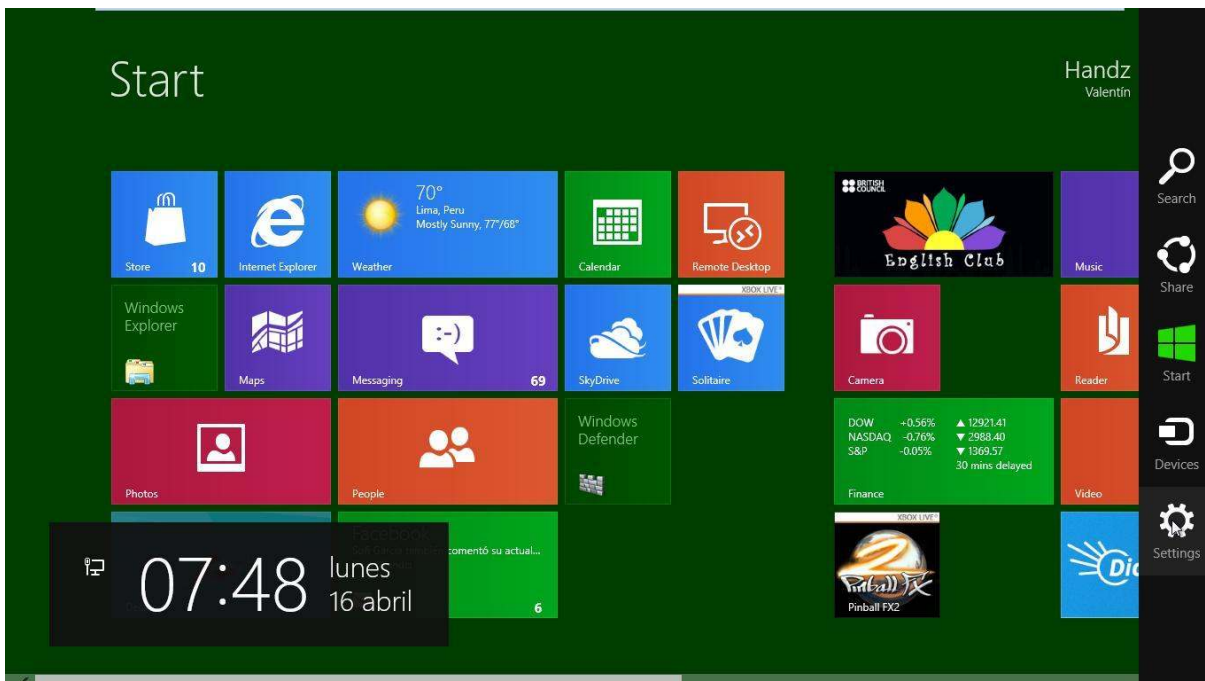 Start
Handz
Valentín
Store 10
Internet Explorer
70°
Lima, Peru
Mostly Sunny, 77°/68°
Weather
Calendar
Remote Desktop
BRITISH
COUNCIL
English Club
Music
Windows
Explorer
Maps
Messaging 69
SkyDrive
XBOX LIVE
Solitaire
Camera
Reader
Photos
People
Windows
Defender
DOW +0.56% ▲ 12921.41
NASDAQ -0.76% ▼ 2988.40
S&P -0.05% ▼ 1369.57
30 mins delayed
Finance
Video
Facebook
comentó su actual...
6
XBOX LIVE
Pinball FX2
Pinball FX2
Dic
07:48
lunes
16 abril
Search
Share
Start
Devices
Settings